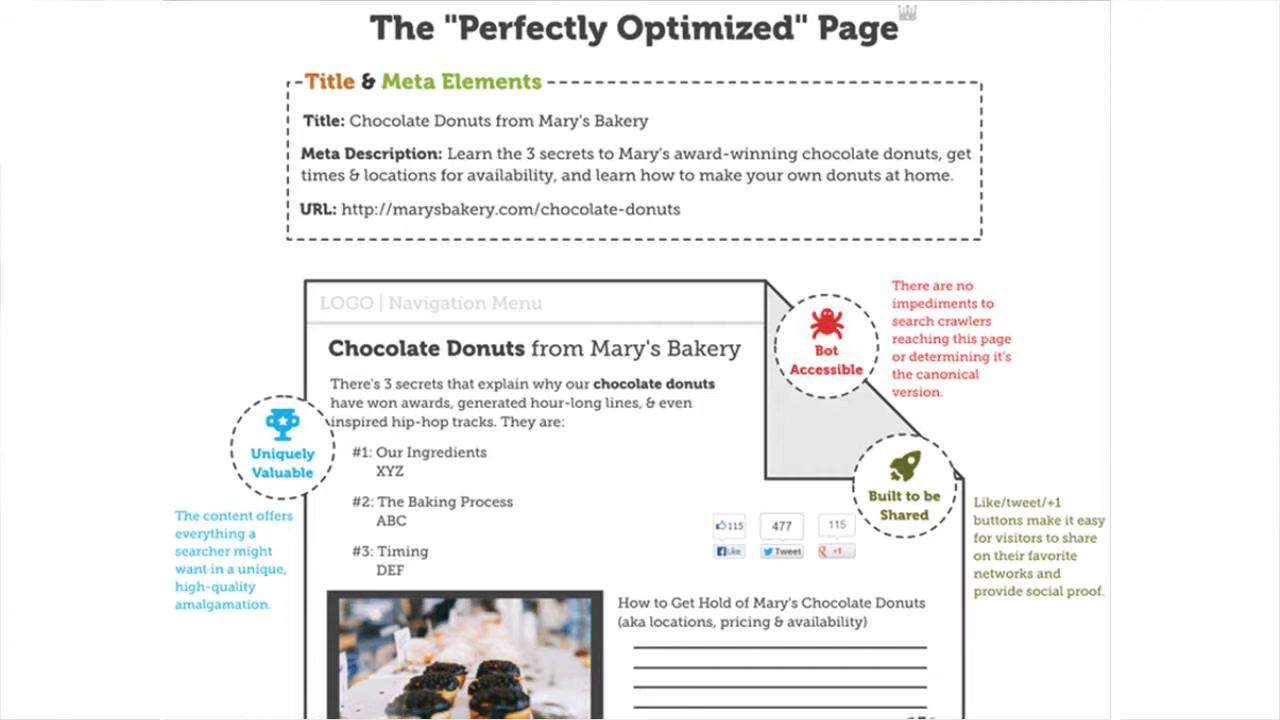 The "Perfectly Optimized" Page
Title & Meta Elements
Title: Chocolate Donuts from Mary's Bakery
Meta Description: Learn the 3 secrets to Mary's award-winning chocolate donuts, get
times & locations for availability, and learn how to make your own donuts at home.
URL: http://marysbakery.com/chocolate-donuts
LOGO | Navigation Menu
Chocolate Donuts from Mary's Bakery
There's 3 secrets that explain why our chocolate donuts
have won awards, generated hour-long lines, & even
inspired hip-hop tracks. They are:
#1: Our Ingredients
XYZ
#2: The Baking Process
ABC
#3: Timing
DEF
Uniquely
Valuable
The content offers
everything a
searcher might
want in a unique,
high-quality
amalgamation.
Bot
Accessible
There are no
impediments to
search crawlers
reaching this page
or determining it's
the canonical
version.
Built to be
Shared
Like/tweet/+1
buttons make it easy
for visitors to share
on their favorite
networks and
provide social proof.
115 477 115
Like Tweet +1
How to Get Hold of Mary's Chocolate Donuts
(aka locations, pricing & availability)